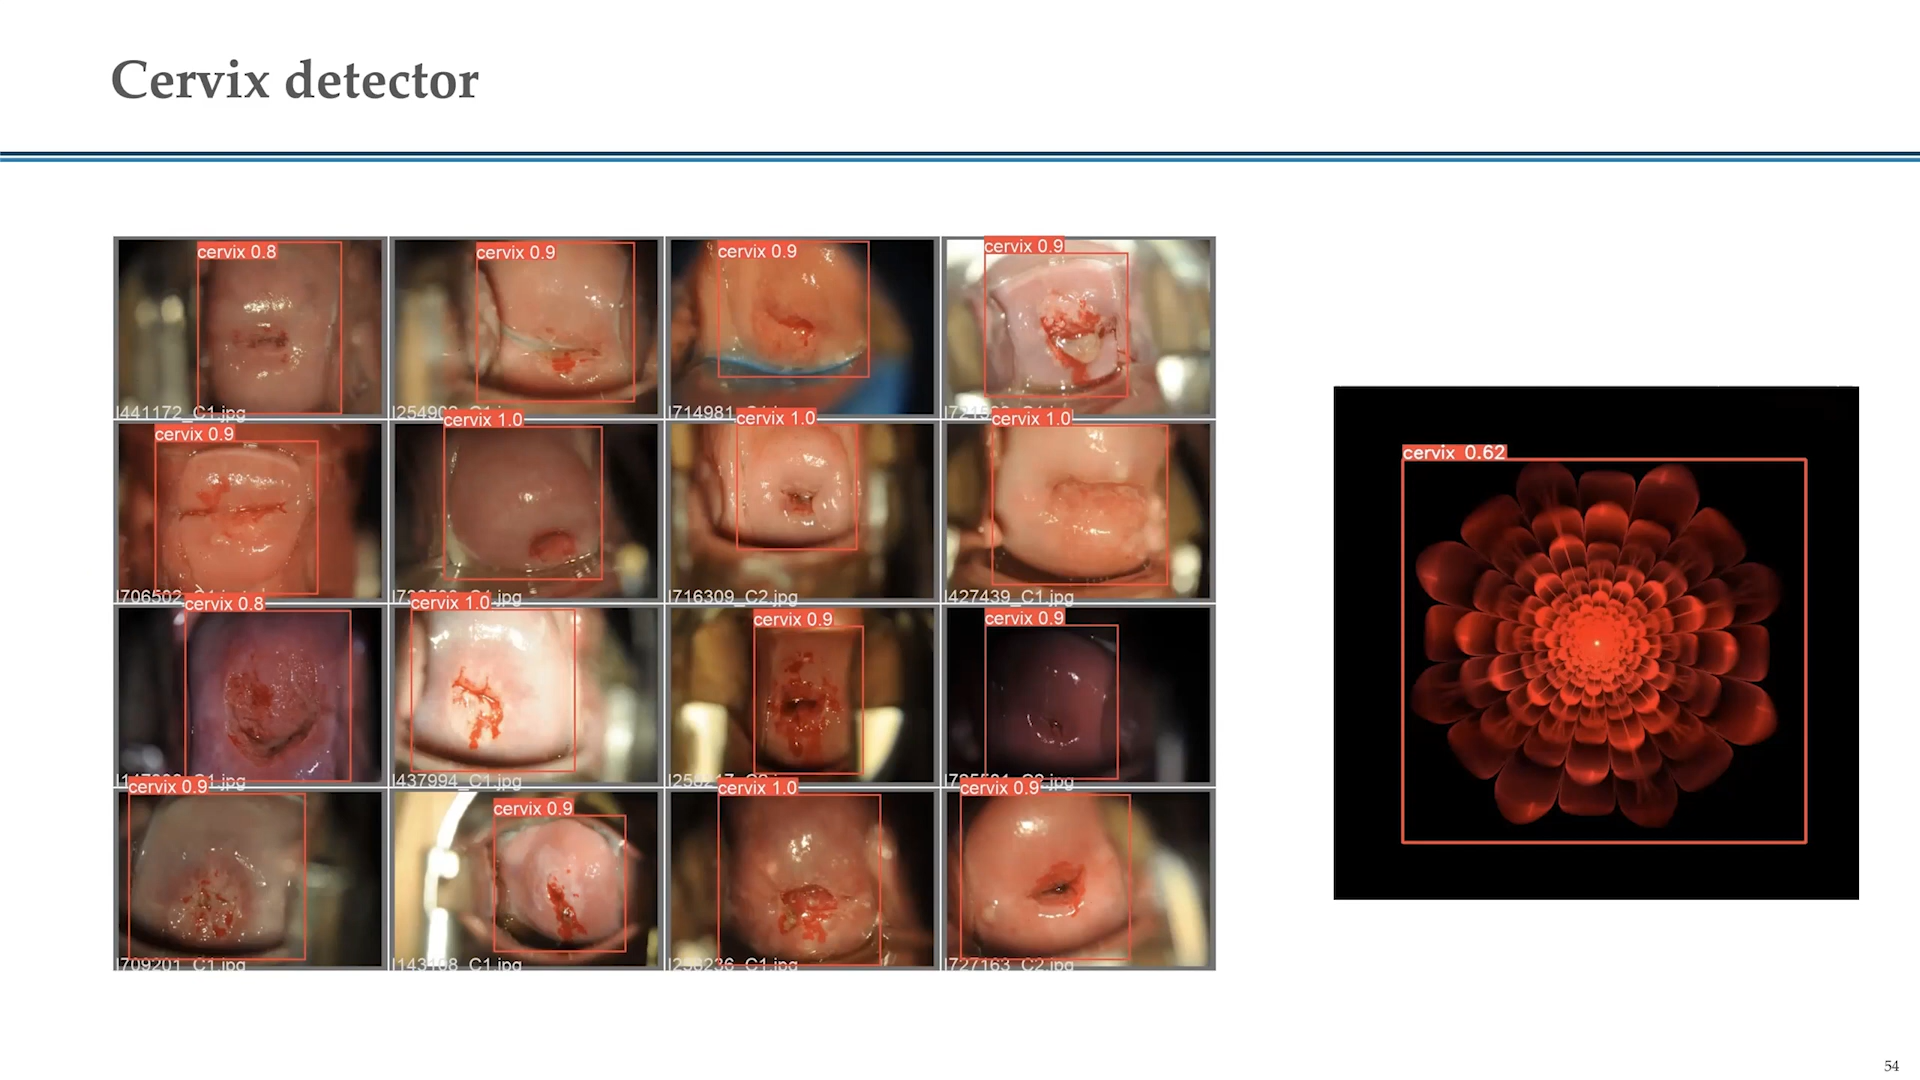 Cervix detector
cervix 0.8
cervix 0.9
cervix 0.9
cervix 0.9
I441172_C1.jpg
cervix 0.9
cervix 1.0
cervix 1.0
cervix 1.0
I706502
I716309_C2.jpg
I427439_C1.jpg
cervix 0.8
cervix 1.0
cervix 0.9
cervix 0.9
I437994_C1.jpg
cervix 0.9
cervix 0.9
cervix 1.0
cervix 0.9
I709201_C1.jpg
I727163_C2.jpg
cervix 0.62
54